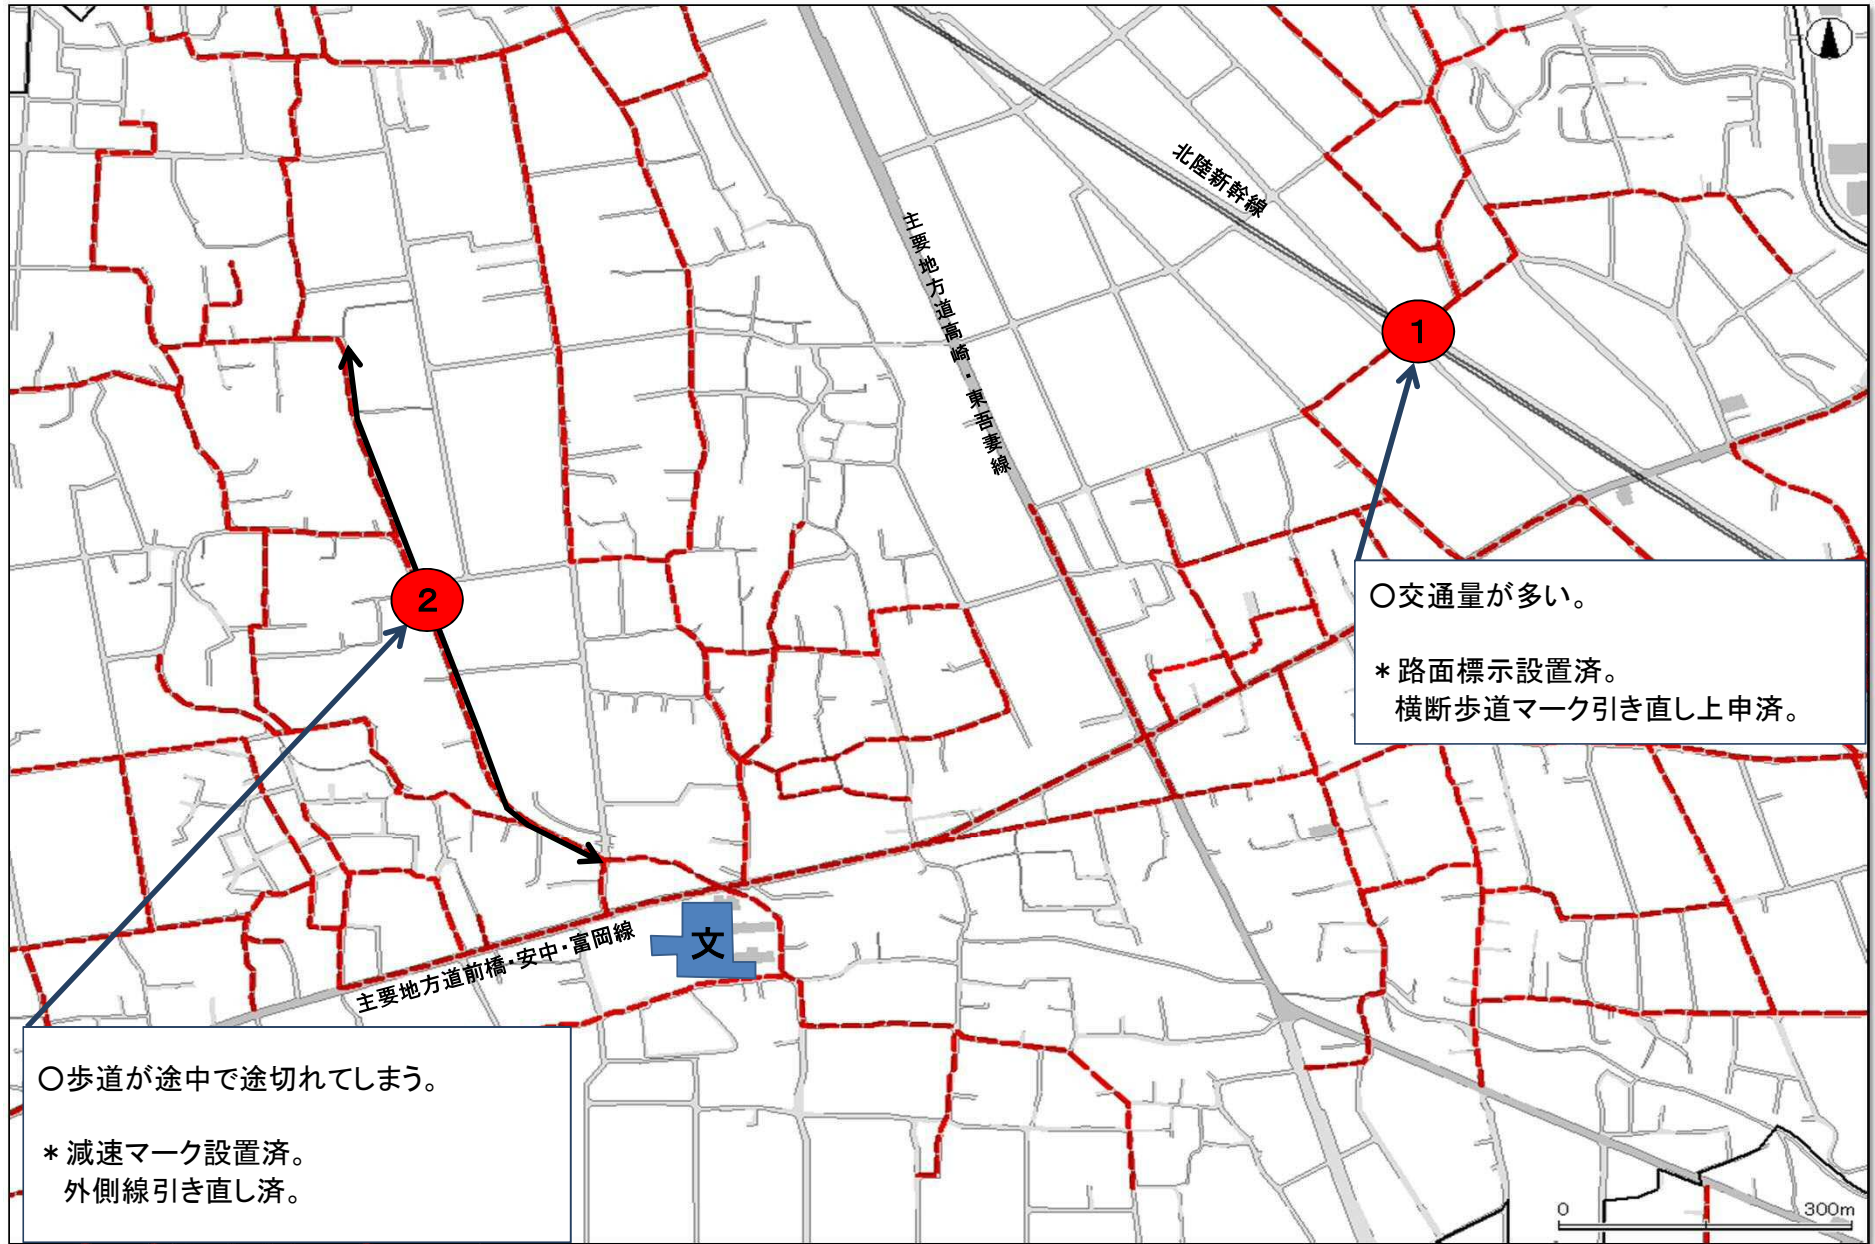 北陸新幹線
主要地方道高崎・東吾妻線
1
2
〇交通量が多い。
＊路面標示設置済。
横断歩道マーク引き直し上申済。
文
主要地方道前橋・安中・富岡線
〇歩道が途中で途切れてしまう。
＊減速マーク設置済。
外側線引き直し済。
0 300m